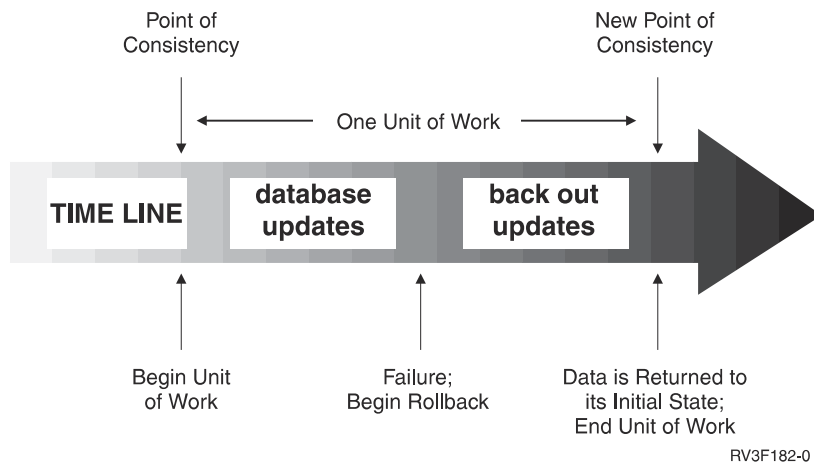 Point of
Consistency
New Point of
Consistency
One Unit of Work
TIME LINE
database
updates
back out
updates
Begin Unit
of Work
Failure;
Begin Rollback
Data is Returned to
its Initial State;
End Unit of Work
RV3F182-0